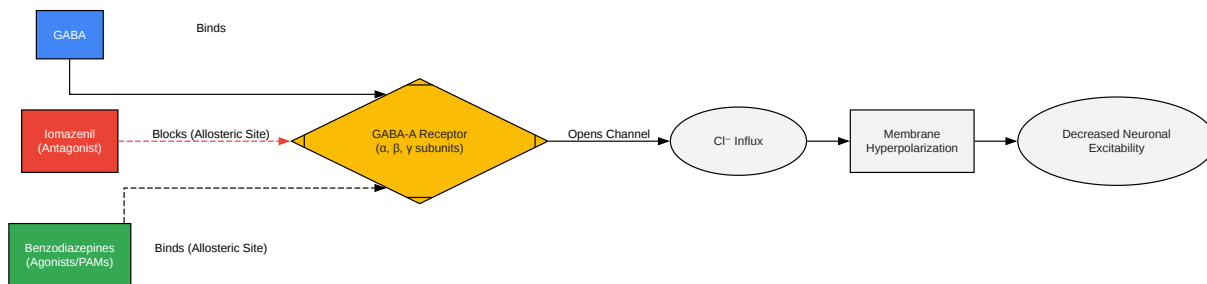 GABA
Binds
Iomazenil
(Antagonist)
Blocks (Allosteric Site)
GABA-A Receptor
(α, β, γ subunits)
Opens Channel
Cl⁻ Influx
Membrane
Hyperpolarization
Decreased Neuronal
Excitability
Benzodiazepines
(Agonists/PAMs)
Binds (Allosteric Site)